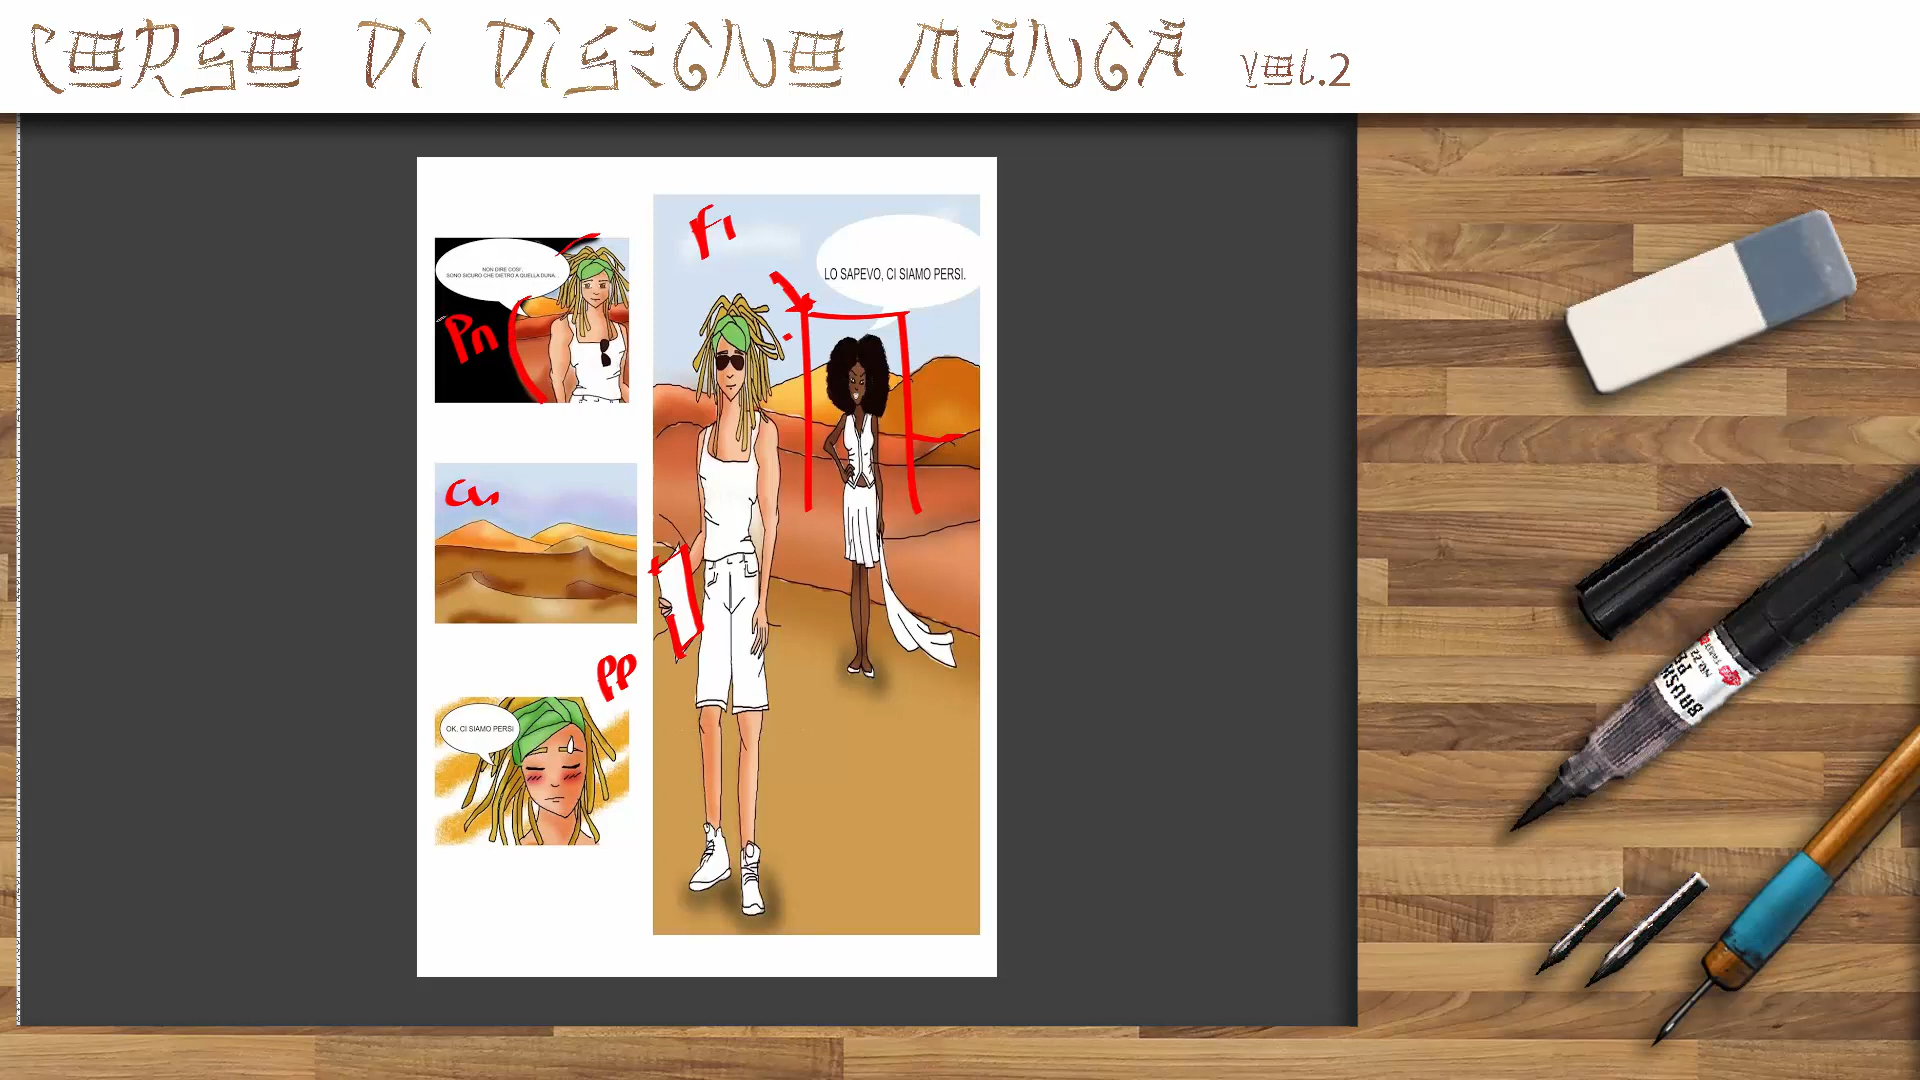 CORSO DI DISEGNO MANGA VOL.2
NON DIRE COSI',
SONO SICURO CHE DIETRO A QUELLA DUNA...
Pn
Fi
LO SAPEVO, CI SIAMO PERSI.
PP
OK, CI SIAMO PERSI
BRUSH